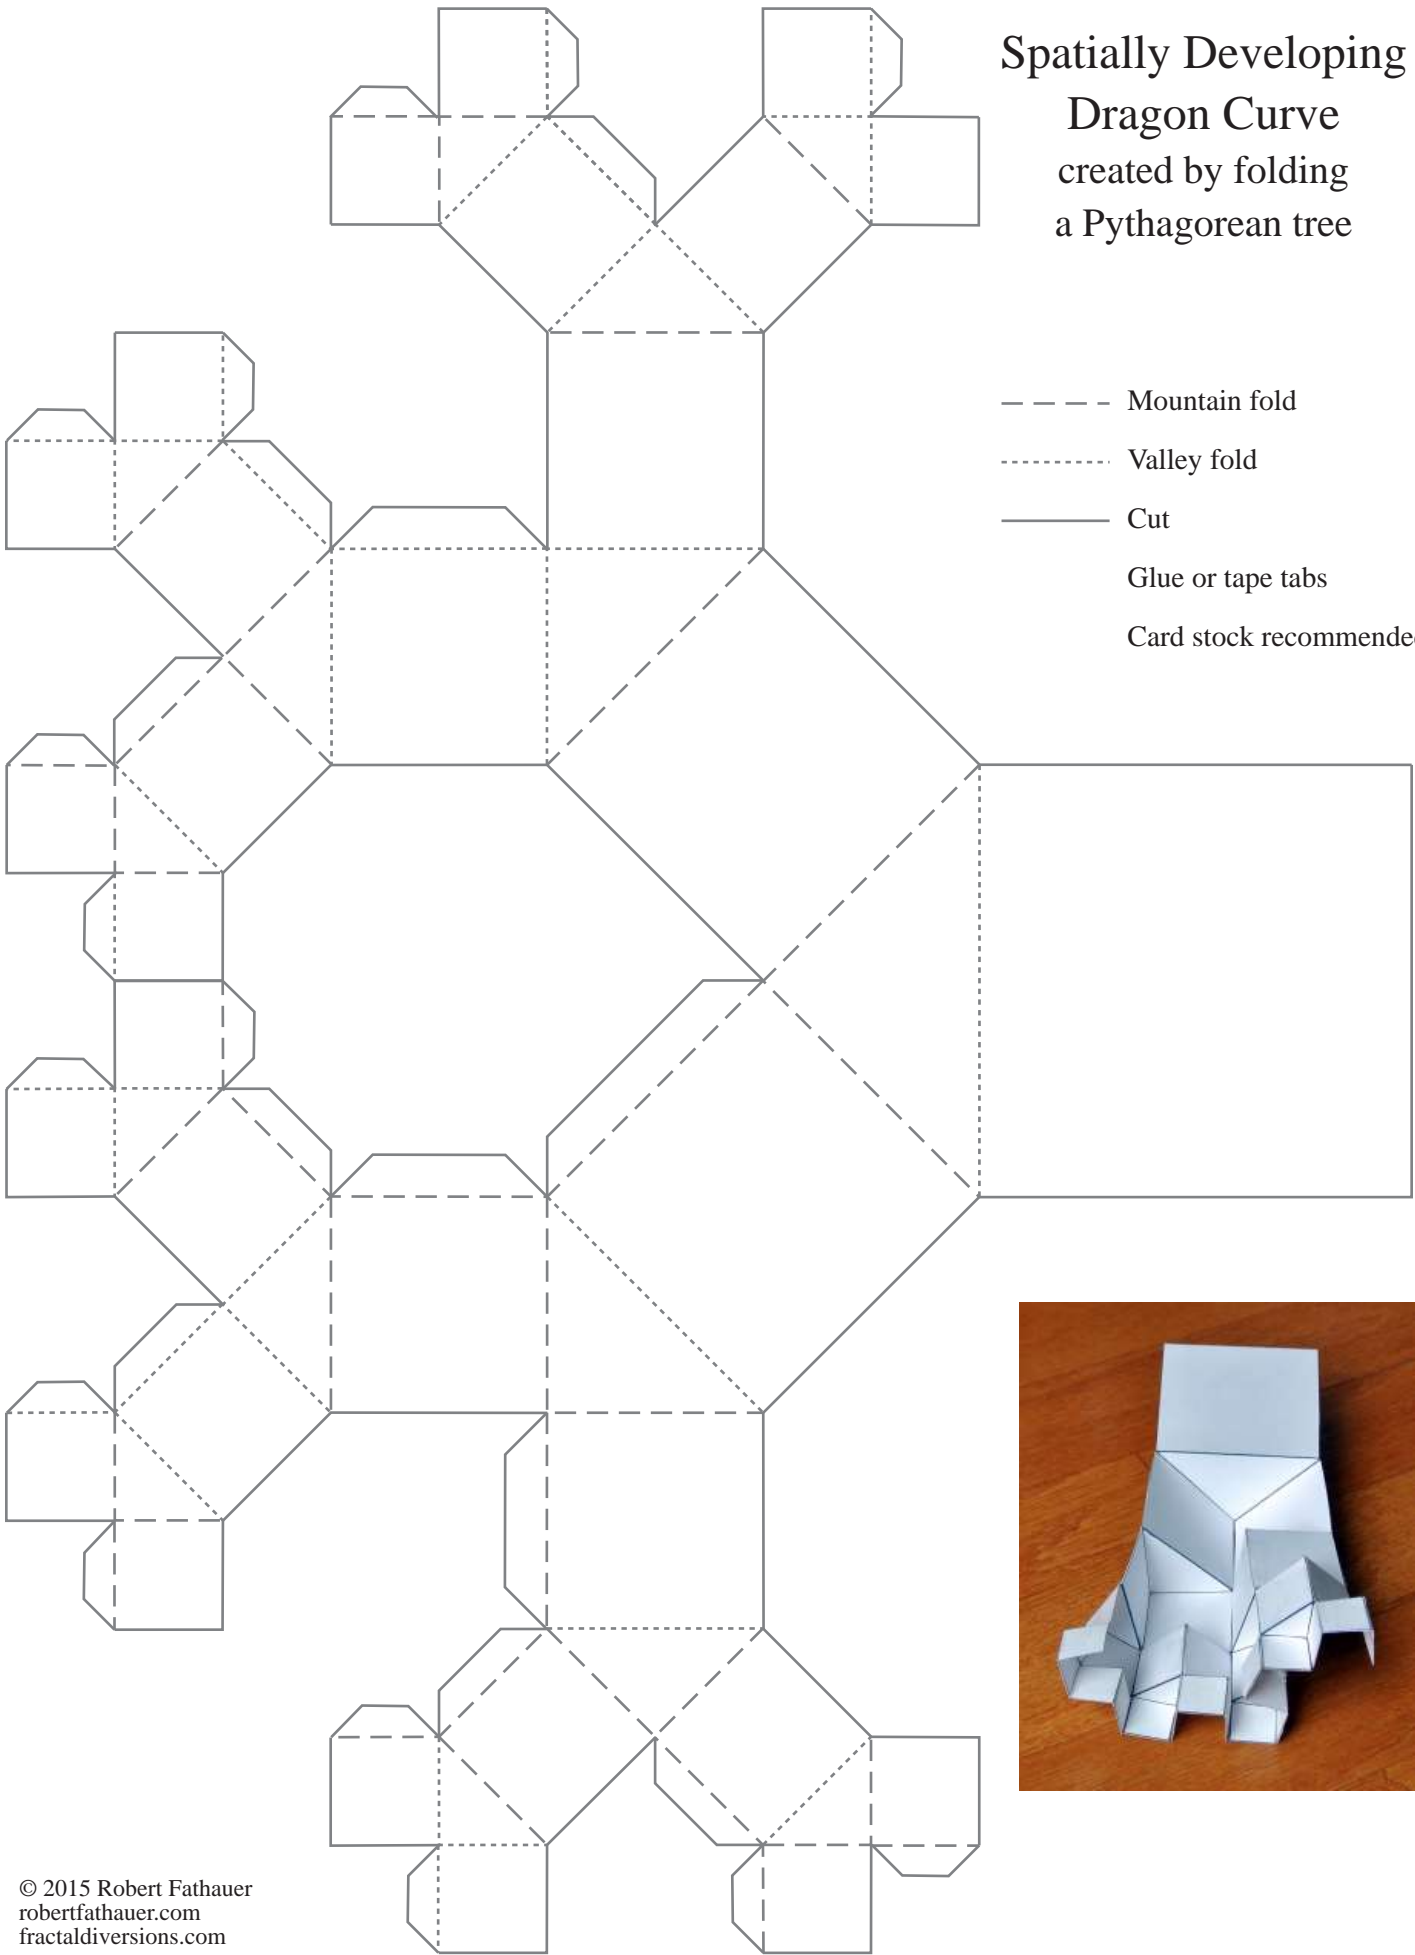 Spatially Developing
Dragon Curve
created by folding
a Pythagorean tree
Mountain fold
Valley fold
Cut
Glue or tape tabs
Card stock recommende
© 2015 Robert Fathauer
robertfathauer.com
fractaldiversions.com